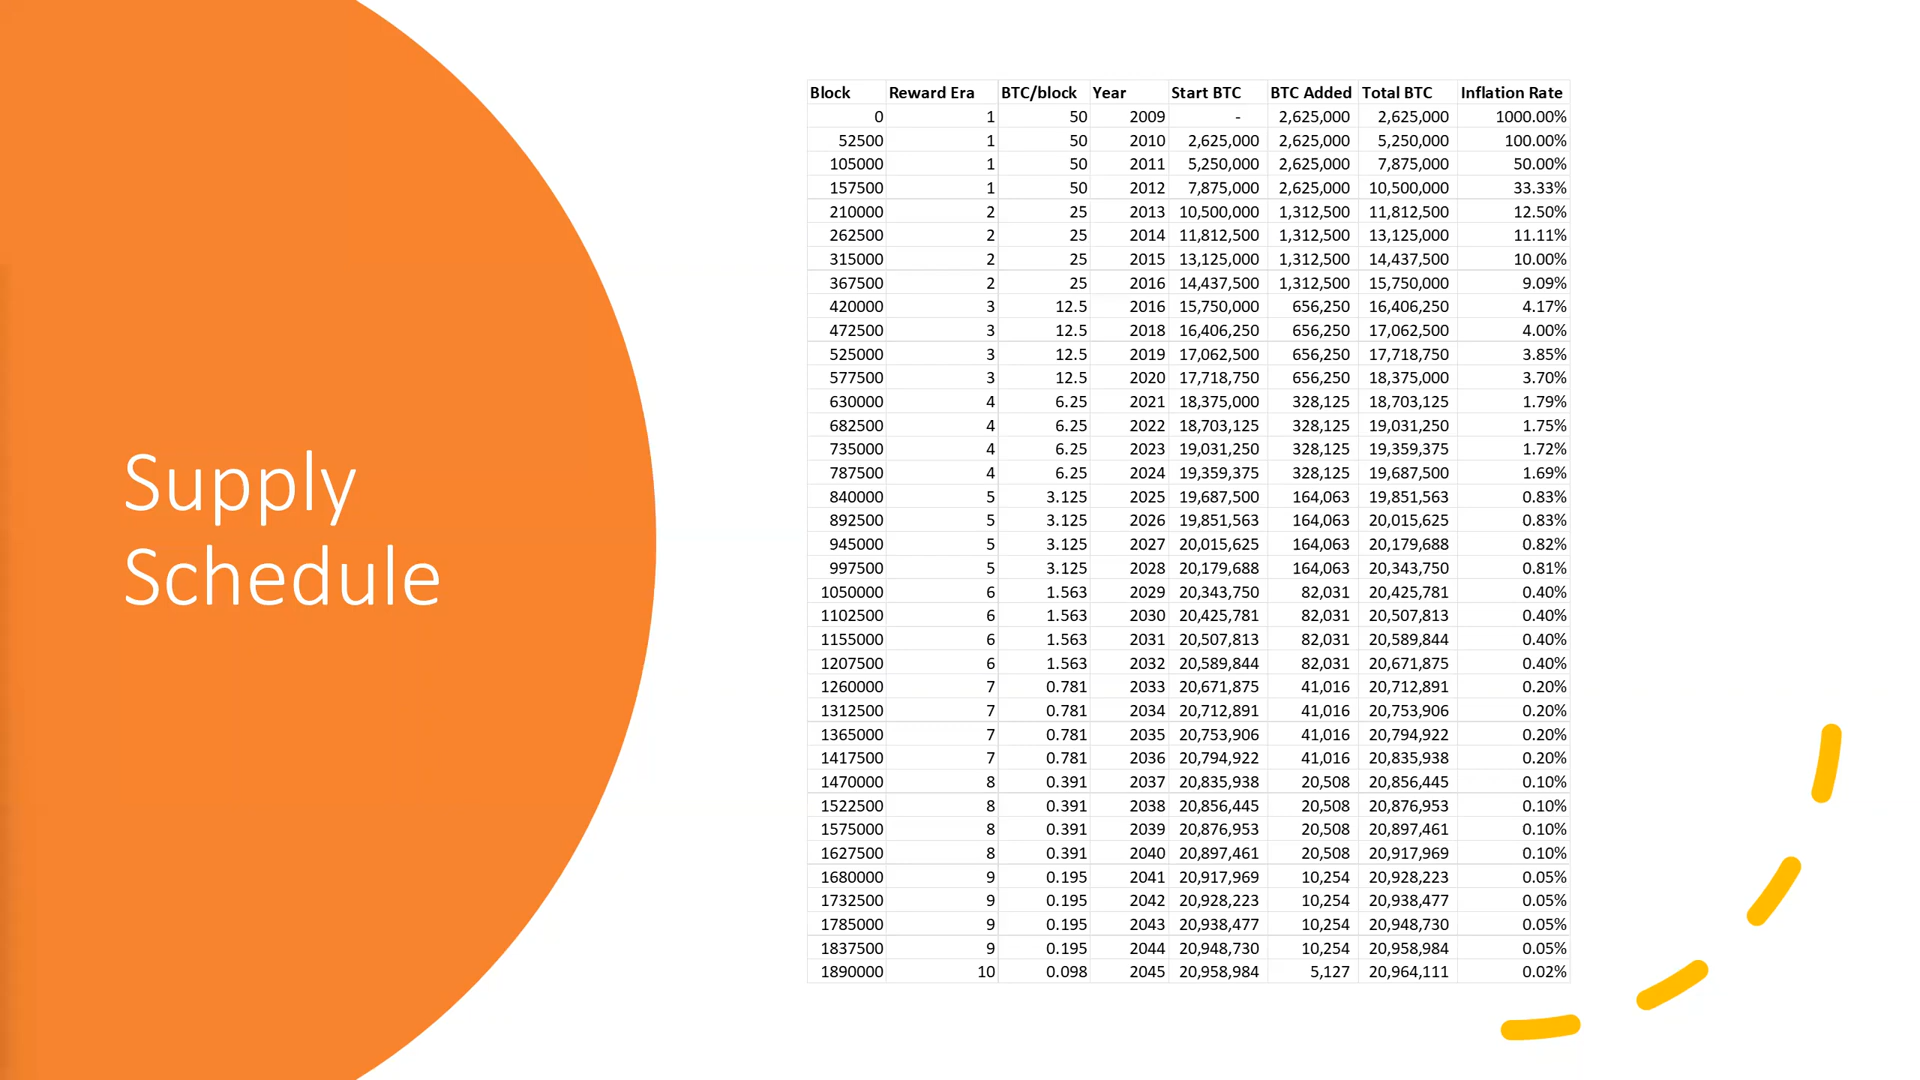 Supply
Schedule
Block Reward Era BTC/block Year Start BTC BTC Added Total BTC Inflation Rate
0 1 50 2009 - 2,625,000 2,625,000 1000.00%
52500 1 50 2010 2,625,000 2,625,000 5,250,000 100.00%
105000 1 50 2011 5,250,000 2,625,000 7,875,000 50.00%
157500 1 50 2012 7,875,000 2,625,000 10,500,000 33.33%
210000 2 25 2013 10,500,000 1,312,500 11,812,500 12.50%
262500 2 25 2014 11,812,500 1,312,500 13,125,000 11.11%
315000 2 25 2015 13,125,000 1,312,500 14,437,500 10.00%
367500 2 25 2016 14,437,500 1,312,500 15,750,000 9.09%
420000 3 12.5 2016 15,750,000 656,250 16,406,250 4.17%
472500 3 12.5 2018 16,406,250 656,250 17,062,500 4.00%
525000 3 12.5 2019 17,062,500 656,250 17,718,750 3.85%
577500 3 12.5 2020 17,718,750 656,250 18,375,000 3.70%
630000 4 6.25 2021 18,375,000 328,125 18,703,125 1.79%
682500 4 6.25 2022 18,703,125 328,125 19,031,250 1.75%
735000 4 6.25 2023 19,031,250 328,125 19,359,375 1.72%
787500 4 6.25 2024 19,359,375 328,125 19,687,500 1.69%
840000 5 3.125 2025 19,687,500 164,063 19,851,563 0.83%
892500 5 3.125 2026 19,851,563 164,063 20,015,625 0.83%
945000 5 3.125 2027 20,015,625 164,063 20,179,688 0.82%
997500 5 3.125 2028 20,179,688 164,063 20,343,750 0.81%
1050000 6 1.563 2029 20,343,750 82,031 20,425,781 0.40%
1102500 6 1.563 2030 20,425,781 82,031 20,507,813 0.40%
1155000 6 1.563 2031 20,507,813 82,031 20,589,844 0.40%
1207500 6 1.563 2032 20,589,844 82,031 20,671,875 0.40%
1260000 7 0.781 2033 20,671,875 41,016 20,712,891 0.20%
1312500 7 0.781 2034 20,712,891 41,016 20,753,906 0.20%
1365000 7 0.781 2035 20,753,906 41,016 20,794,922 0.20%
1417500 7 0.781 2036 20,794,922 41,016 20,835,938 0.20%
1470000 8 0.391 2037 20,835,938 20,508 20,856,445 0.10%
1522500 8 0.391 2038 20,856,445 20,508 20,876,953 0.10%
1575000 8 0.391 2039 20,876,953 20,508 20,897,461 0.10%
1627500 8 0.391 2040 20,897,461 20,508 20,917,969 0.10%
1680000 9 0.195 2041 20,917,969 10,254 20,928,223 0.05%
1732500 9 0.195 2042 20,928,223 10,254 20,938,477 0.05%
1785000 9 0.195 2043 20,938,477 10,254 20,948,730 0.05%
1837500 9 0.195 2044 20,948,730 10,254 20,958,984 0.05%
1890000 10 0.098 2045 20,958,984 5,127 20,964,111 0.02%